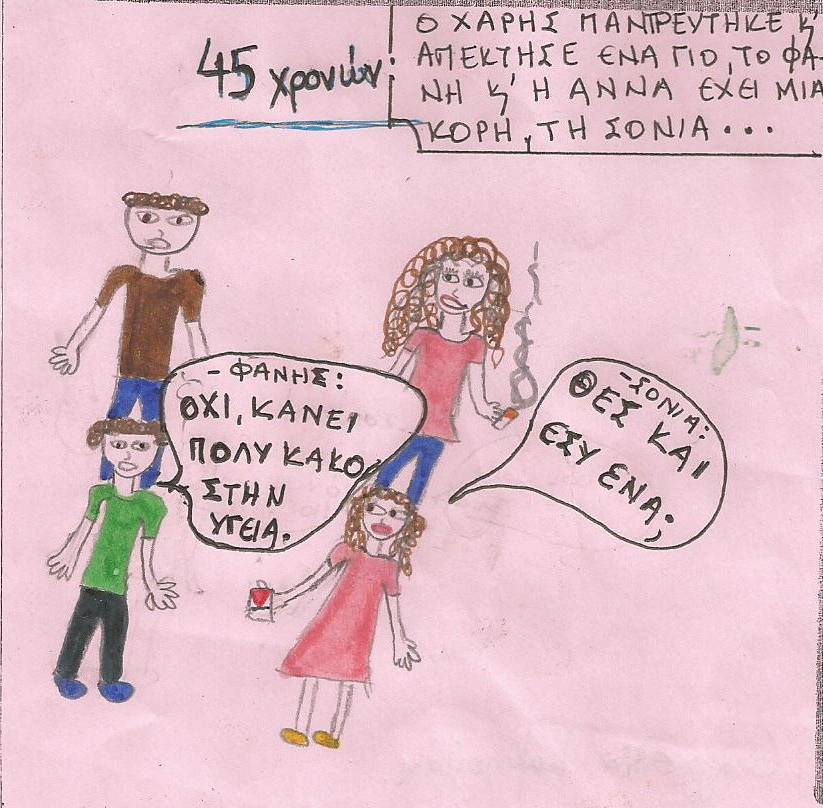 45 χρονών:
Ο ΧΑΡΗΣ ΠΑΝΤΡΕΥΤΗΚΕ κ'
ΑΠΕΚΤΗΣΕ ΕΝΑ ΓΙΟ, ΤΟ ΦΑ-
ΝΗ κ' Η ΑΝΝΑ ΕΧΕΙ ΜΙΑ
ΚΟΡΗ, ΤΗ ΣΟΝΙΑ...
-ΦΑΝΗΣ:
ΟΧΙ, ΚΑΝΕΙ
ΠΟΛΥ ΚΑΚΟ
ΣΤΗΝ
ΥΓΕΙΑ.
-ΣΟΝΙΑ:
ΘΕΣ ΚΑΙ
ΕΣΥ ΕΝΑ;